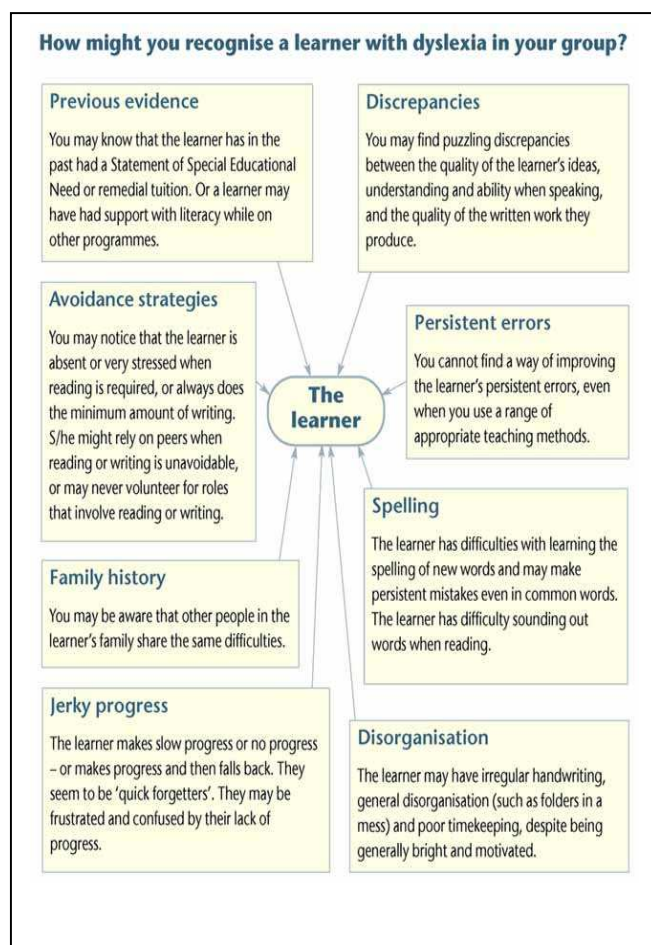 How might you recognise a learner with dyslexia in your group?
Previous evidence
You may know that the learner has in the
past had a Statement of Special Educational
Need or remedial tuition. Or a learner may
have had support with literacy while on
other programmes.
Discrepancies
You may find puzzling discrepancies
between the quality of the learner's ideas,
understanding and ability when speaking,
and the quality of the written work they
produce.
Avoidance strategies
You may notice that the learner is
absent or very stressed when
reading is required, or always does
the minimum amount of writing.
S/he might rely on peers when
reading or writing is unavoidable,
or may never volunteer for roles
that involve reading or writing.
Persistent errors
You cannot find a way of improving
the learner's persistent errors, even
when you use a range of
appropriate teaching methods.
The
learner
Family history
You may be aware that other people in the
learner's family share the same difficulties.
Spelling
The learner has difficulties with learning the
spelling of new words and may make
persistent mistakes even in common words.
The learner has difficulty sounding out
words when reading.
Jerky progress
The learner makes slow progress or no progress
– or makes progress and then falls back. They
seem to be 'quick forgetters'. They may be
frustrated and confused by their lack of
progress.
Disorganisation
The learner may have irregular handwriting,
general disorganisation (such as folders in a
mess) and poor timekeeping, despite being
generally bright and motivated.